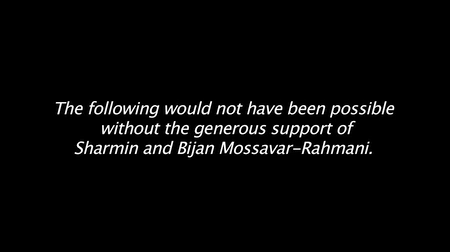 The following would not have been possible
without the generous support of
Sharmin and Bijan Mossavar-Rahmani.